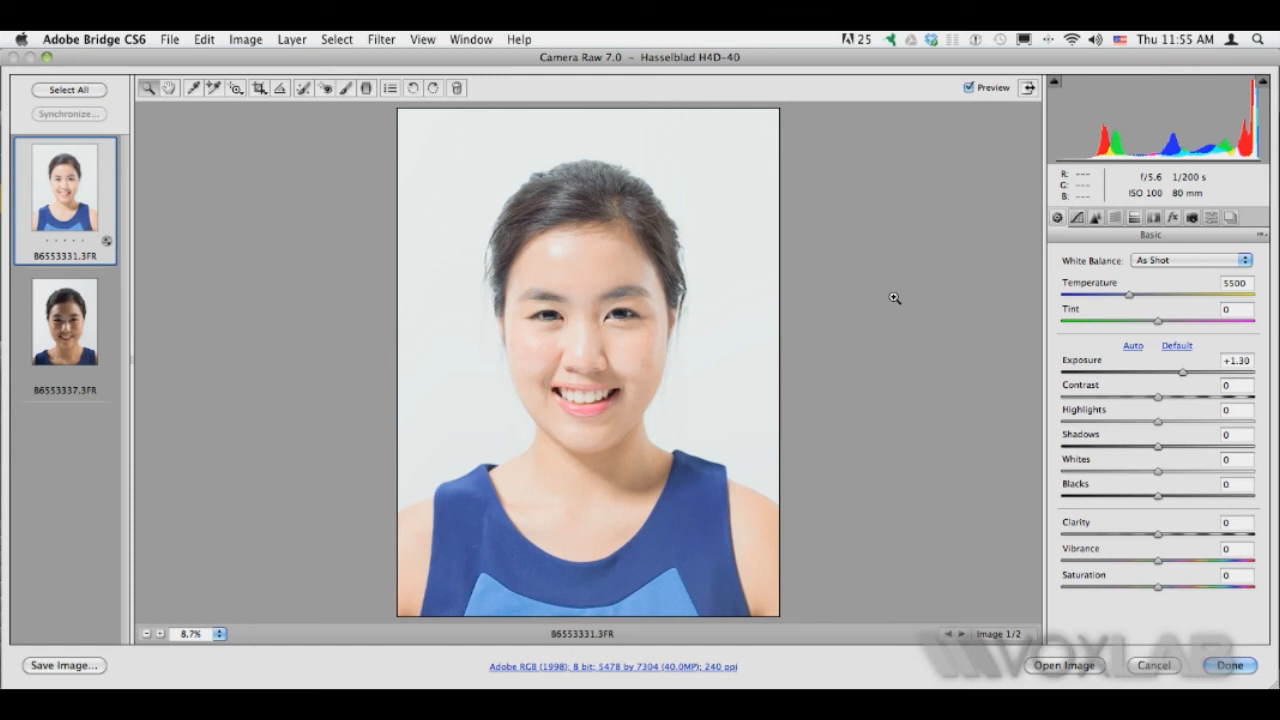 Adobe Bridge CS6 File Edit Image Layer Select Filter View Window Help
25 Thu 11:55 AM
Camera Raw 7.0 - Hasselblad H4D-40
Select All
Synchronize...
B6553331.3FR
B6553337.3FR
Preview
R: ---
G: ---
B: ---
f/5.6 1/200 s
ISO 100 80 mm
Basic
White Balance: As Shot
Temperature 5500
Tint 0
Auto Default
Exposure +1.30
Contrast 0
Highlights 0
Shadows 0
Whites 0
Blacks 0
Clarity 0
Vibrance 0
Saturation 0
8.7%
B6553331.3FR
Image 1/2
Save Image...
Adobe RGB (1998); 8 bit; 5478 by 7304 (40.0MP); 240 ppi
Open Image Cancel Done
VOXLAB